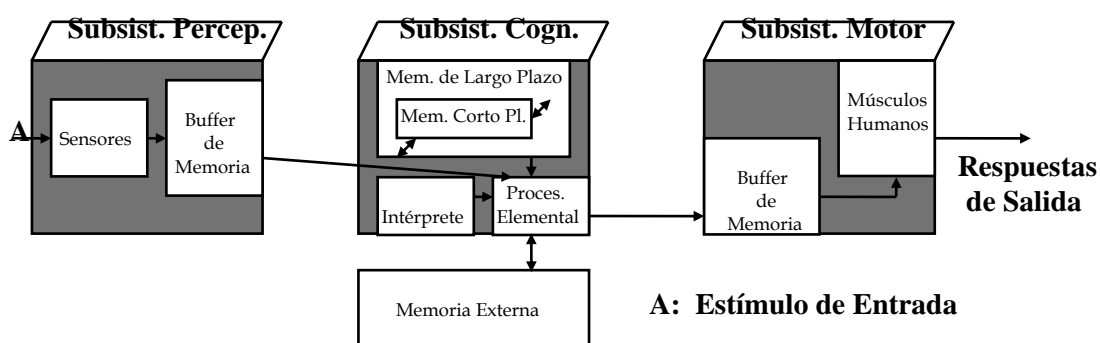 Subsist. Percep.
Subsist. Cogn.
Subsist. Motor
A
Sensores
Buffer
de
Memoria
Mem. de Largo Plazo
Mem. Corto Pl.
Intérprete
Proces.
Elemental
Memoria Externa
Buffer
de
Memoria
Músculos
Humanos
Respuestas
de Salida
A: Estímulo de Entrada